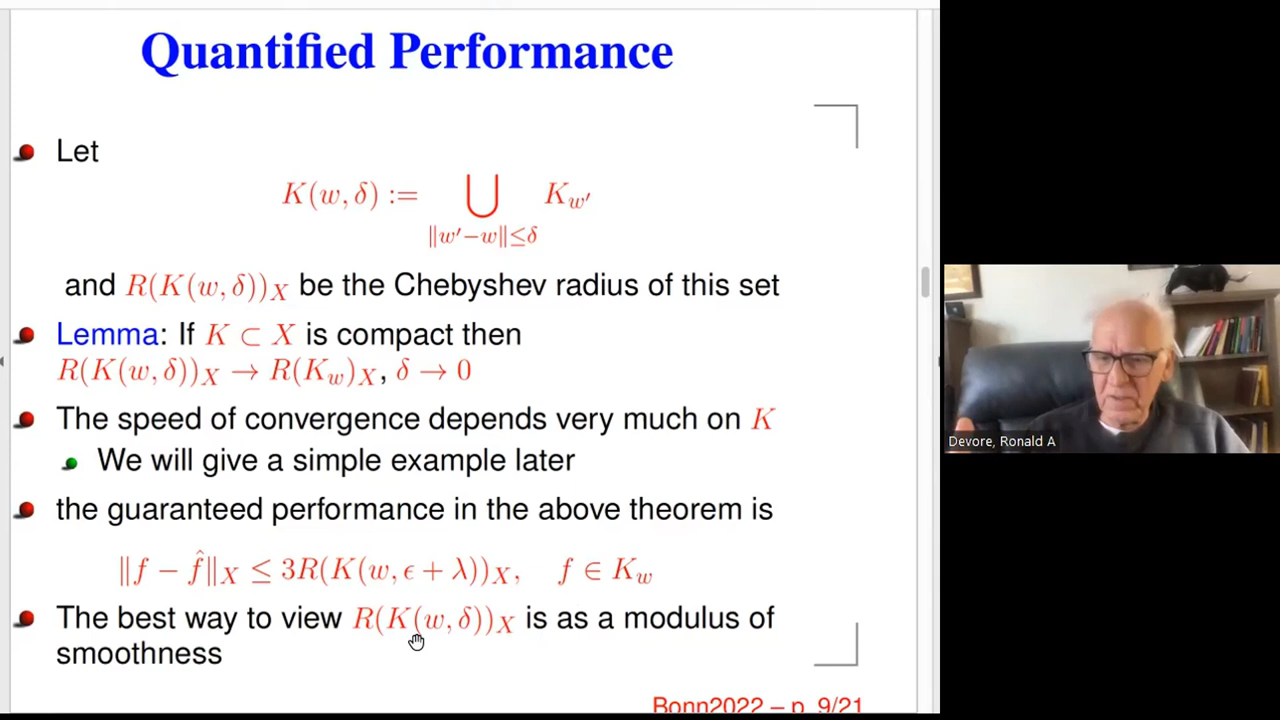 Quantified Performance
Let
K(w, δ) := ⋃ K_{w′}
‖w′−w‖≤δ
and R(K(w, δ))_X be the Chebyshev radius of this set
Lemma: If K ⊂ X is compact then
R(K(w, δ))_X → R(K_w)_X, δ → 0
The speed of convergence depends very much on K
We will give a simple example later
the guaranteed performance in the above theorem is
‖f − f̂‖_X ≤ 3R(K(w, ϵ + λ))_X, f ∈ K_w
The best way to view R(K(w, δ))_X is as a modulus of
smoothness
Bonn2022 – p. 9/21
Devore, Ronald A